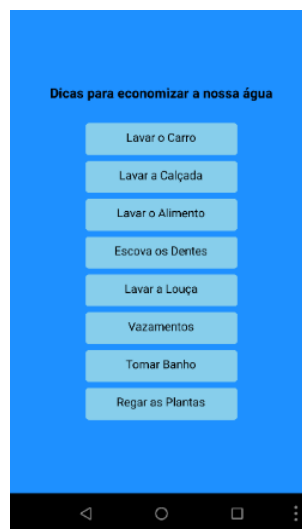 Dicas para economizar a nossa água
Lavar o Carro
Lavar a Calçada
Lavar o Alimento
Escova os Dentes
Lavar a Louça
Vazamentos
Tomar Banho
Regar as Plantas